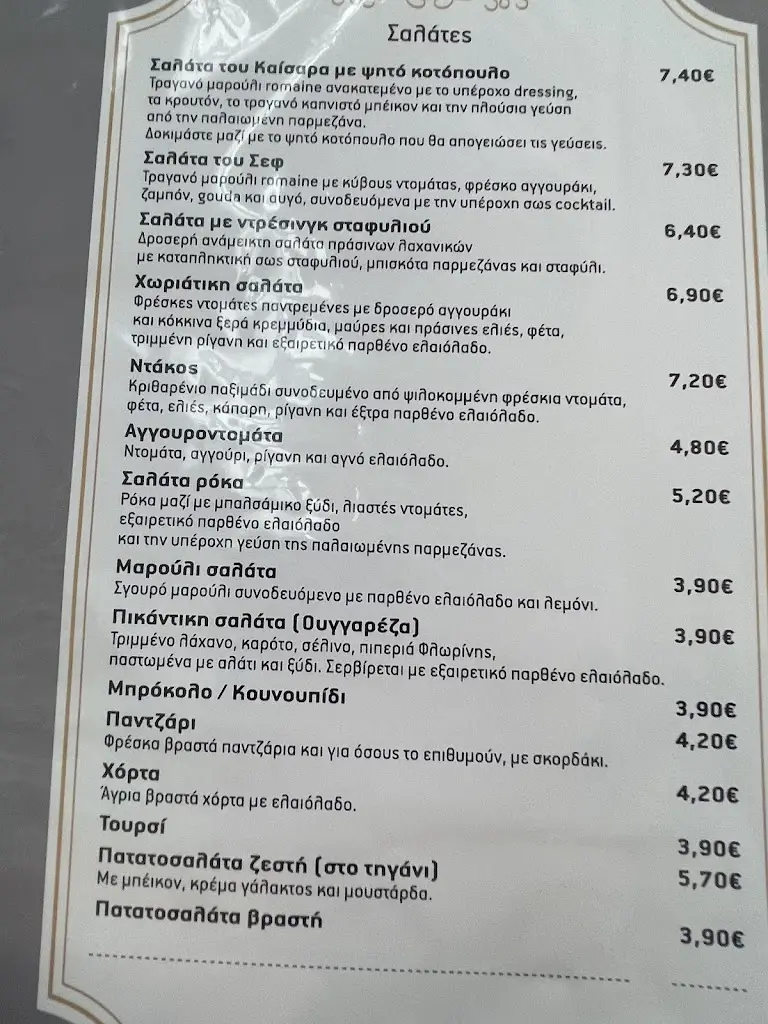 Σαλάτες
Σαλάτα του Καίσαρα με ψητό κοτόπουλο 7,40€
Τραγανό μαρούλι romaine ανακατεμένο με το υπέροχο dressing,
τα κρουτόν, το τραγανό καπνιστό μπέικον και την πλούσια γεύση
από την παλαιωμένη παρμεζάνα.
Δοκιμάστε μαζί με το ψητό κοτόπουλο που θα απογειώσει τις γεύσεις.
Σαλάτα του Σεφ 7,30€
Τραγανό μαρούλι romaine με κύβους ντομάτας, φρέσκο αγγουράκι,
ζαμπόν, gouda και αυγό, συνοδευόμενα με την υπέροχη σως cocktail.
Σαλάτα με ντρέσινγκ σταφυλιού 6,40€
Δροσερή ανάμεικτη σαλάτα πράσινων λαχανικών
με καταπληκτική σως σταφυλιού, μπισκότα παρμεζάνας και σταφύλι.
Χωριάτικη σαλάτα 6,90€
Φρέσκες ντομάτες παντρεμένες με δροσερό αγγουράκι
και κόκκινα ξερά κρεμμύδια, μαύρες και πράσινες ελιές, φέτα,
τριμμένη ρίγανη και εξαιρετικό παρθένο ελαιόλαδο.
Ντάκος 7,20€
Κριθαρένιο παξιμάδι συνοδευμένο από ψιλοκομμένη φρέσκια ντομάτα,
φέτα, ελιές, κάπαρη, ρίγανη και έξτρα παρθένο ελαιόλαδο.
Αγγουροντομάτα 4,80€
Ντομάτα, αγγούρι, ρίγανη και αγνό ελαιόλαδο.
Σαλάτα ρόκα 5,20€
Ρόκα μαζί με μπαλσάμικο ξύδι, λιαστές ντομάτες,
εξαιρετικό παρθένο ελαιόλαδο
και την υπέροχη γεύση της παλαιωμένης παρμεζάνας.
Μαρούλι σαλάτα 3,90€
Σγουρό μαρούλι συνοδευόμενο με παρθένο ελαιόλαδο και λεμόνι.
Πικάντικη σαλάτα (Ουγγαρέζα) 3,90€
Τριμμένο λάχανο, καρότο, σέλινο, πιπεριά Φλωρίνης,
παστωμένα με αλάτι και ξύδι. Σερβίρεται με εξαιρετικό παρθένο ελαιόλαδο.
Μπρόκολο / Κουνουπίδι 3,90€
Παντζάρι 4,20€
Φρέσκα βραστά παντζάρια και για όσους το επιθυμούν, με σκορδάκι.
Χόρτα 4,20€
Άγρια βραστά χόρτα με ελαιόλαδο.
Τουρσί 3,90€
Πατατοσαλάτα ζεστή (στο τηγάνι) 5,70€
Με μπέικον, κρέμα γάλακτος και μουστάρδα.
Πατατοσαλάτα βραστή 3,90€